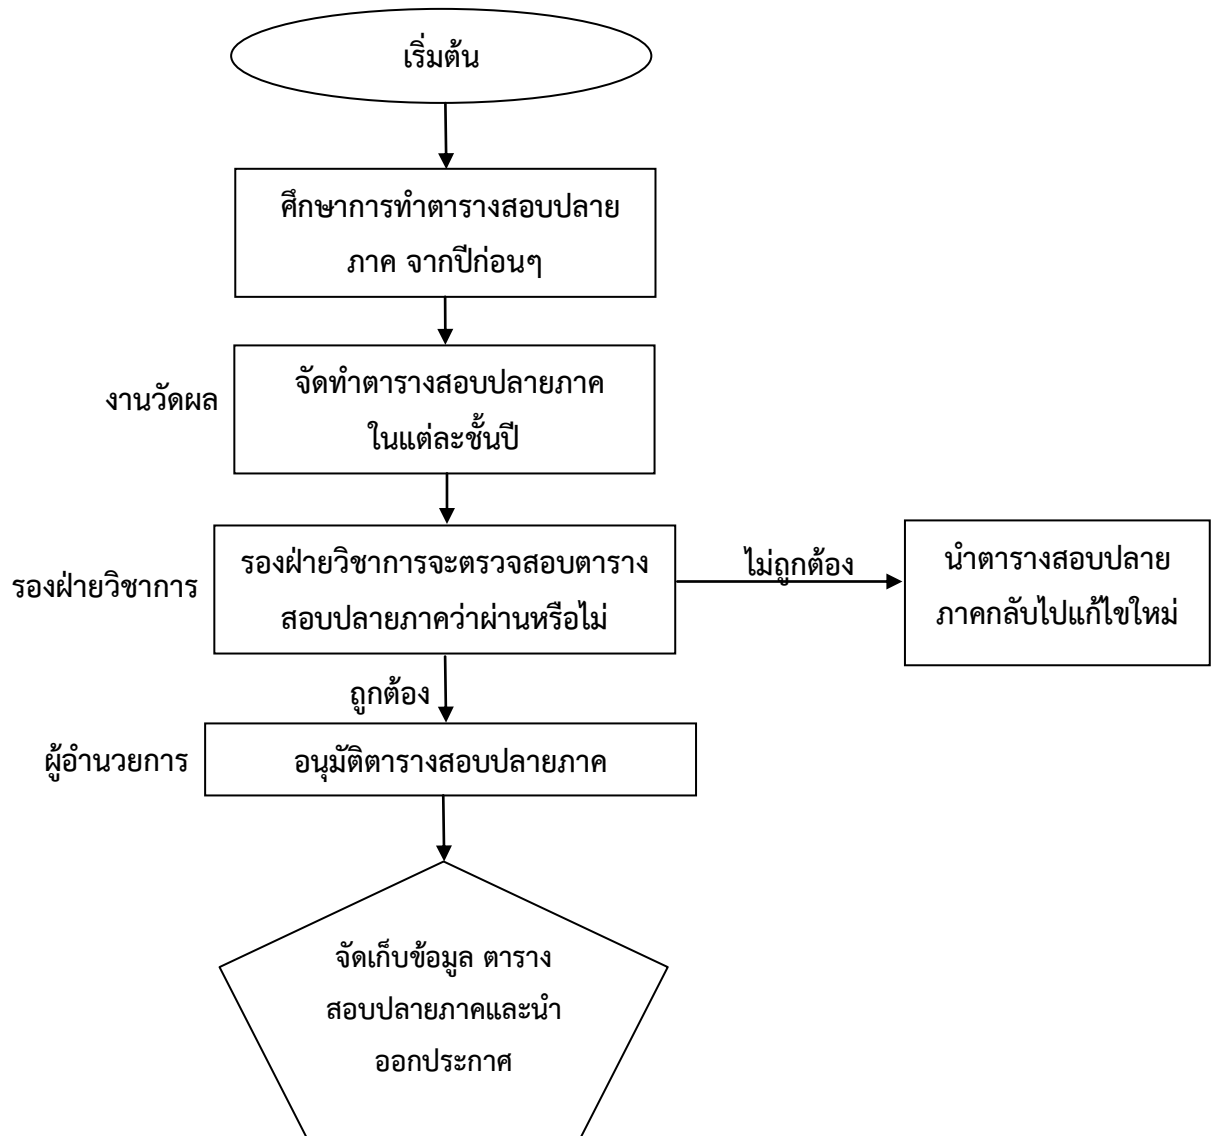 เริ่มต้น
ศึกษาการทำตารางสอบปลาย
ภาค จากปีก่อนๆ
งานวัดผล
จัดทำตารางสอบปลายภาค
ในแต่ละชั้นปี
รองฝ่ายวิชาการ
รองฝ่ายวิชาการจะตรวจสอบตาราง
สอบปลายภาคว่าผ่านหรือไม่
ไม่ถูกต้อง
นำตารางสอบปลาย
ภาคกลับไปแก้ไขใหม่
ถูกต้อง
ผู้อำนวยการ
อนุมัติตารางสอบปลายภาค
จัดเก็บข้อมูล ตาราง
สอบปลายภาคและนำ
ออกประกาศ